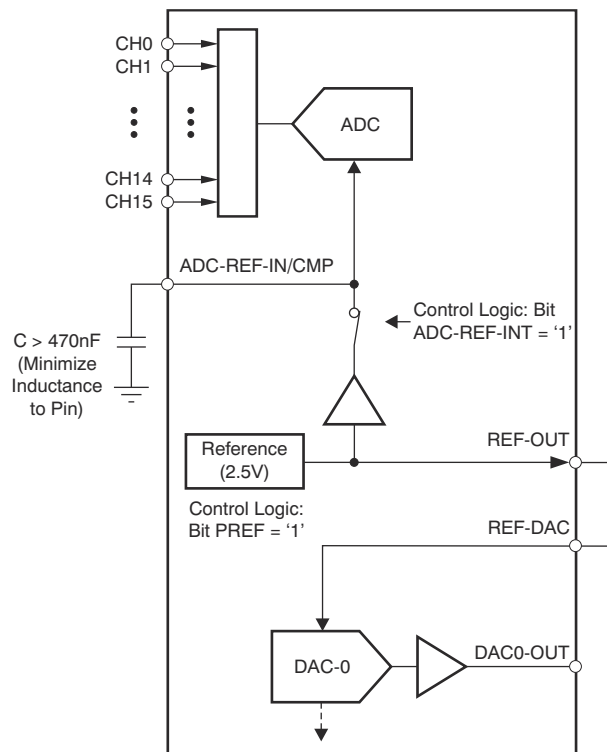 CH0
CH1
ADC
CH14
CH15
ADC-REF-IN/CMP
C > 470nF
(Minimize
Inductance
to Pin)
Control Logic: Bit
ADC-REF-INT = ‘1’
Reference
(2.5V)
REF-OUT
Control Logic:
Bit PREF = ‘1’
REF-DAC
DAC-0
DAC0-OUT